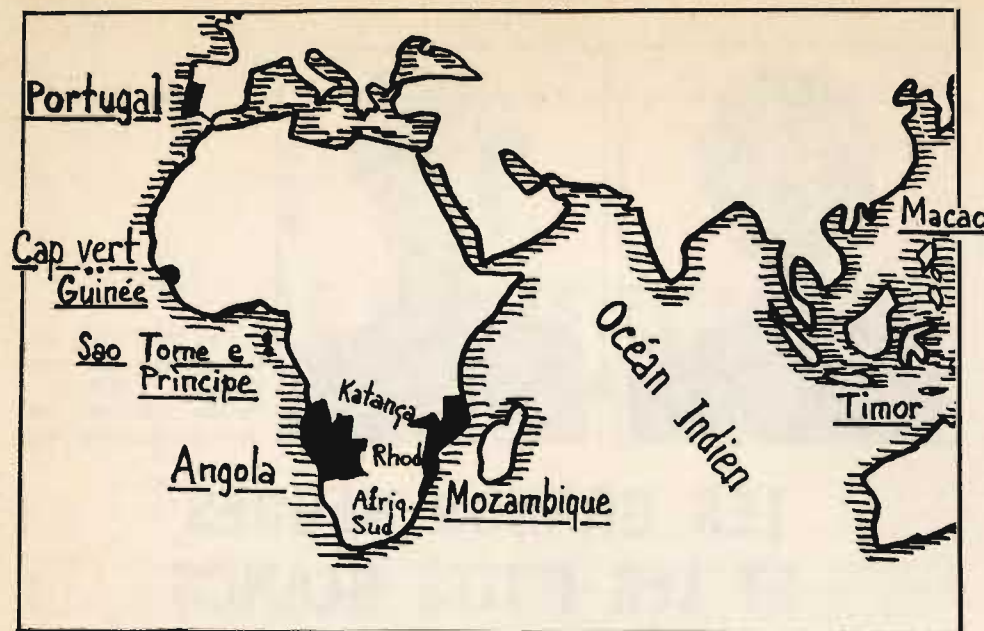 Portugal
Cap vert
Guinée
Sao Tome e
Principe
Angola
Katança
Rhod
Afriq.
Sud
Mozambique
Océan Indien
Macao
Timor